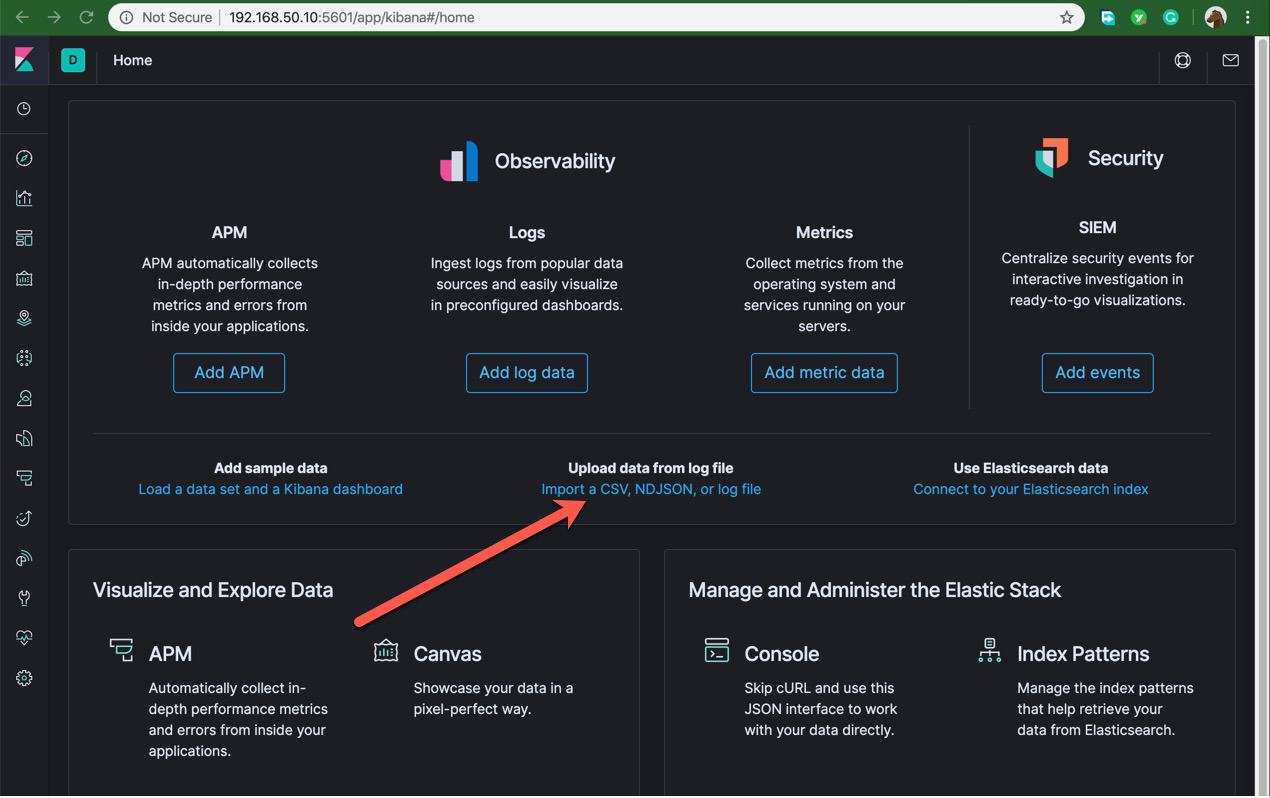 Not Secure
192.168.50.10:5601/app/kibana#/home
D
Home
Observability
Security
APM
APM automatically collects
in-depth performance
metrics and errors from
inside your applications.
Add APM
Logs
Ingest logs from popular data
sources and easily visualize
in preconfigured dashboards.
Add log data
Metrics
Collect metrics from the
operating system and
services running on your
servers.
Add metric data
SIEM
Centralize security events for
interactive investigation in
ready-to-go visualizations.
Add events
Add sample data
Load a data set and a Kibana dashboard
Upload data from log file
Import a CSV, NDJSON, or log file
Use Elasticsearch data
Connect to your Elasticsearch index
Visualize and Explore Data
APM
Automatically collect in-
depth performance metrics
and errors from inside your
applications.
Canvas
Showcase your data in a
pixel-perfect way.
Manage and Administer the Elastic Stack
Console
Skip cURL and use this
JSON interface to work
with your data directly.
Index Patterns
Manage the index patterns
that help retrieve your
data from Elasticsearch.